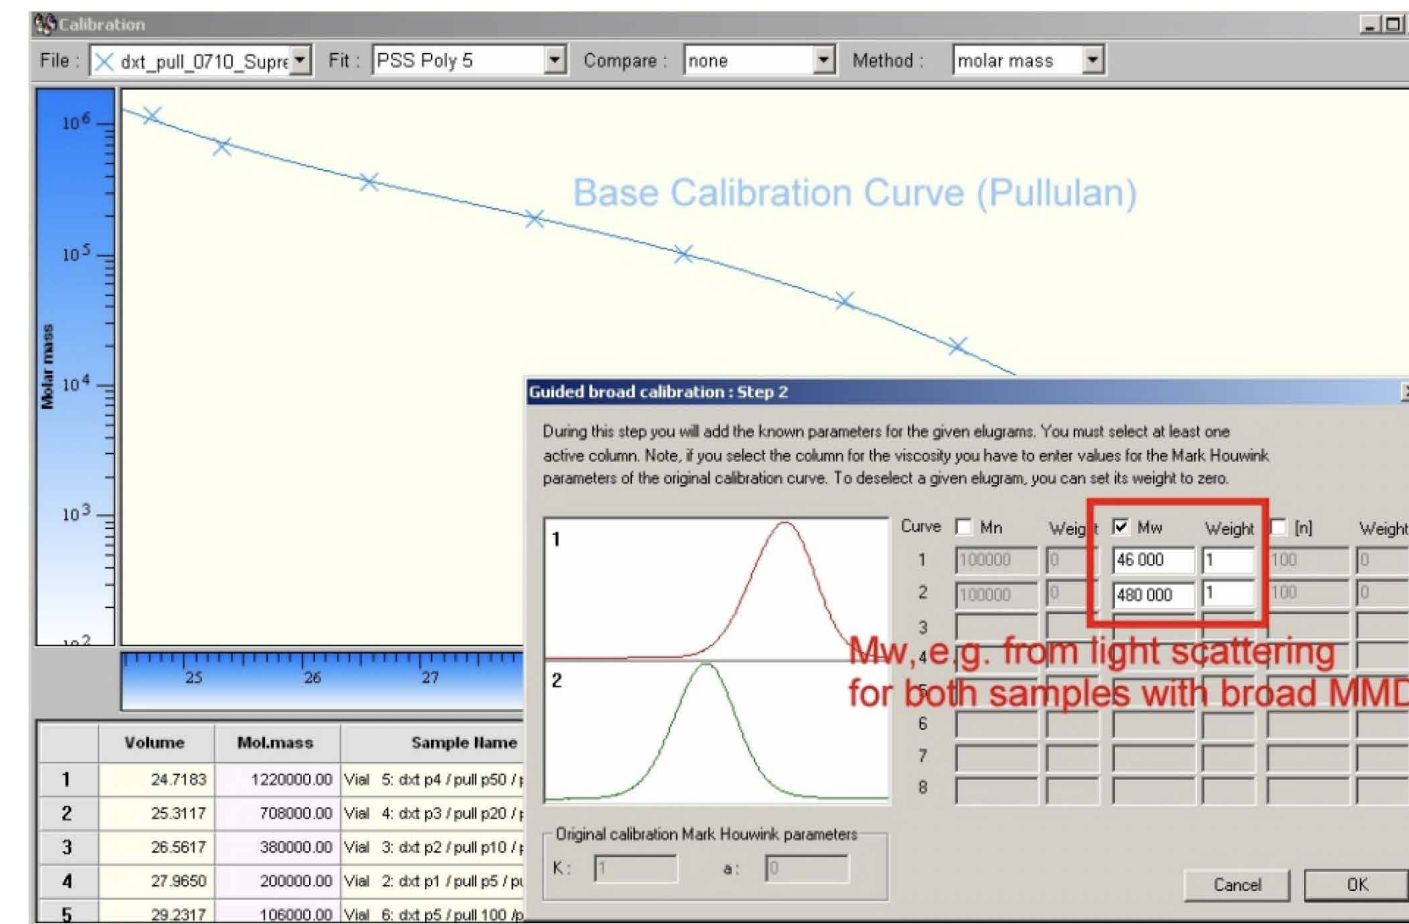 Calibration
File : dxt_pull_0710_Supre Fit : PSS Poly 5 Compare : none Method : molar mass
10 6
Base Calibration Curve (Pullulan)
10 5
Molar mass
10 4
10 3
25 26 27
Guided broad calibration : Step 2
During this step you will add the known parameters for the given elugrams. You must select at least one
active column. Note, if you select the column for the viscosity you have to enter values for the Mark Houwink
parameters of the original calibration curve. To deselect a given elugram, you can set its weight to zero.
Curve Mn Weight Mw Weight [n] Weight
1 100000 0 46 000 1 100 0
2 100000 0 480 000 1 100 0
3
4
5
6
7
8
Mw, e.g. from light scattering
for both samples with broad MMD
1
2
Original calibration Mark Houwink parameters
K : 1 a : 0
Cancel OK
Volume Mol.mass Sample Name
1 24.7183 1220000.00 Vial 5: dxt p4 / pull p50 /
2 25.3117 708000.00 Vial 4: dxt p3 / pull p20 /
3 26.5617 380000.00 Vial 3: dxt p2 / pull p10 /
4 27.9650 200000.00 Vial 2: dxt p1 / pull p5 / pu
5 29.2317 106000.00 Vial 6: dxt p5 / pull 100 /p